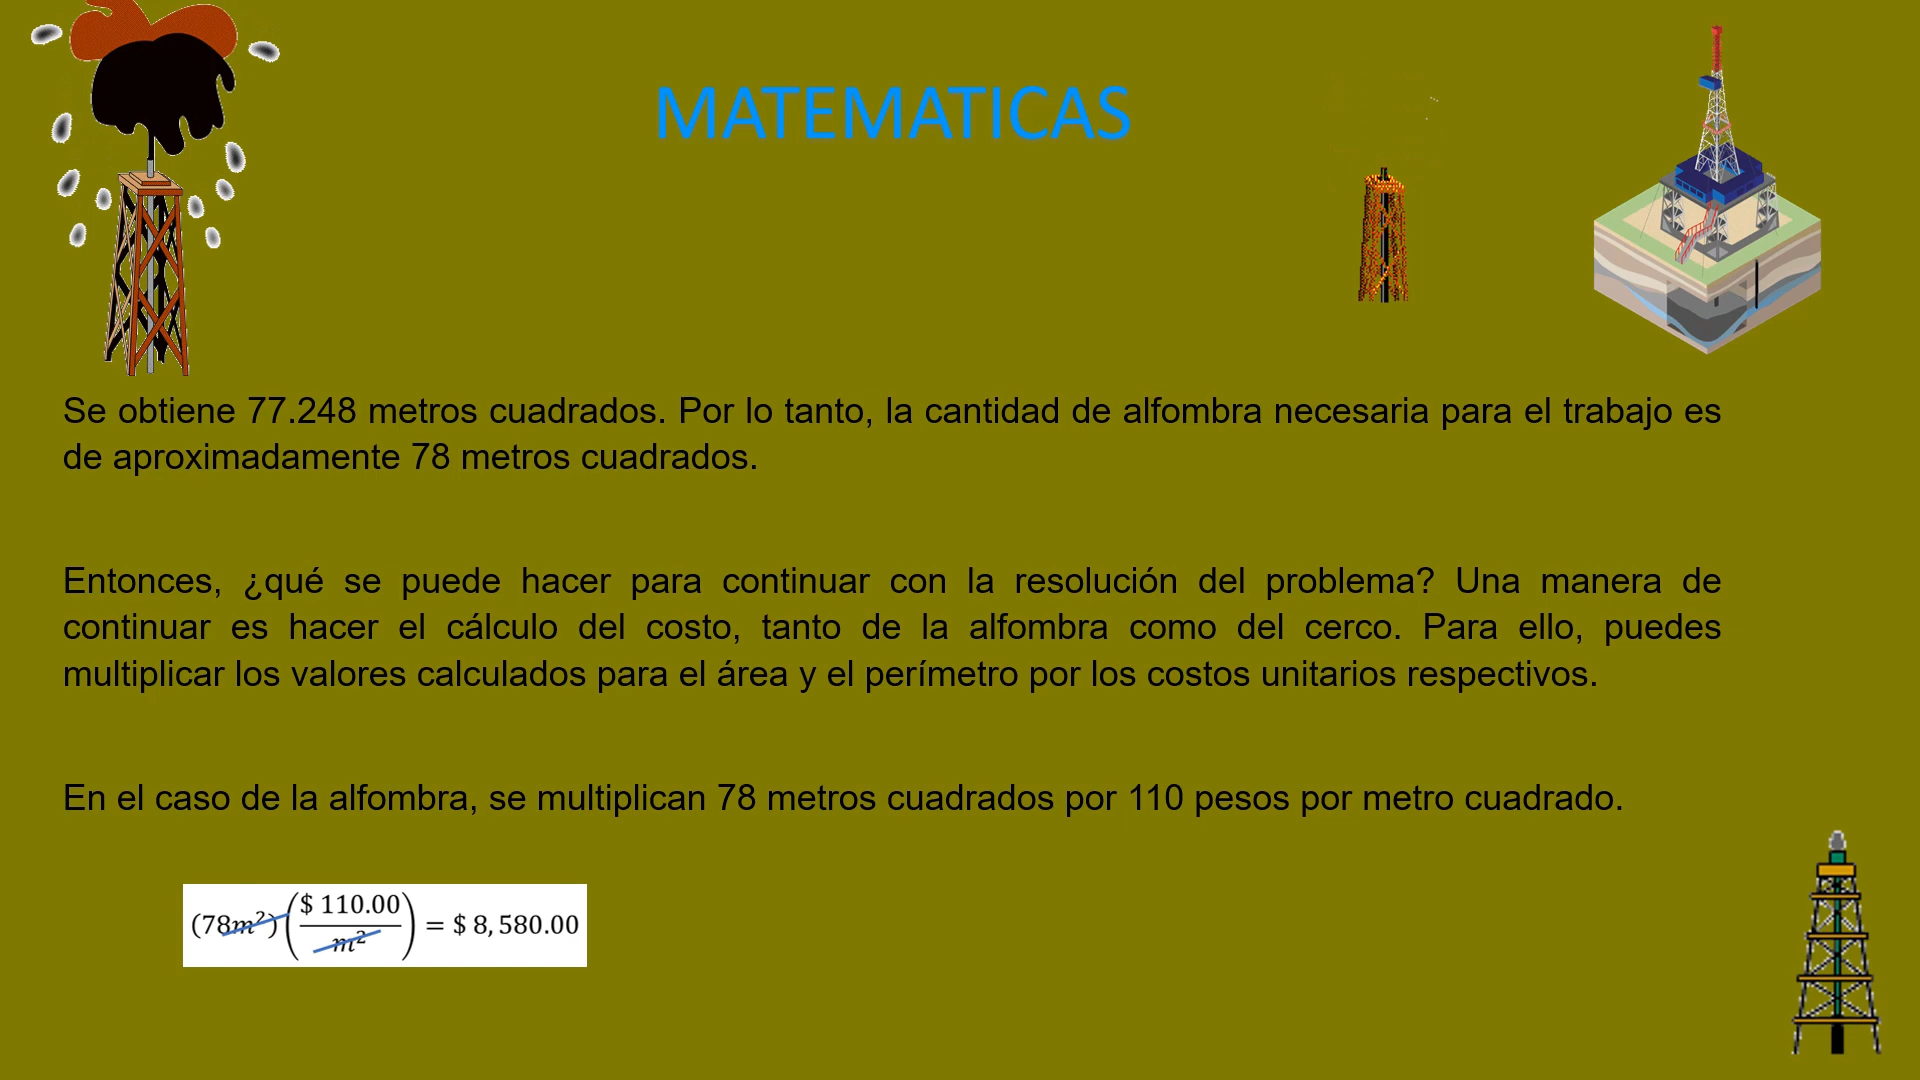 MATEMATICAS
Se obtiene 77.248 metros cuadrados. Por lo tanto, la cantidad de alfombra necesaria para el trabajo es
de aproximadamente 78 metros cuadrados.
Entonces, ¿qué se puede hacer para continuar con la resolución del problema? Una manera de
continuar es hacer el cálculo del costo, tanto de la alfombra como del cerco. Para ello, puedes
multiplicar los valores calculados para el área y el perímetro por los costos unitarios respectivos.
En el caso de la alfombra, se multiplican 78 metros cuadrados por 110 pesos por metro cuadrado.
(78m²)($ 110.00/m²) = $ 8,580.00